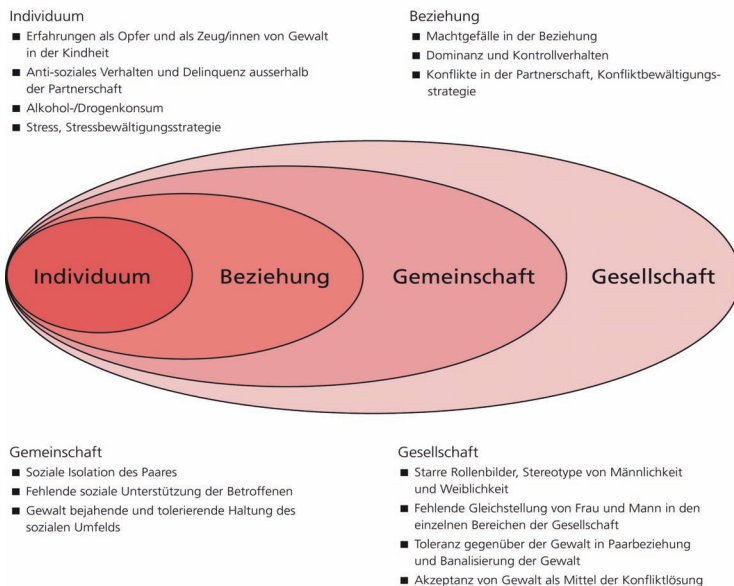 Individuum
■ Erfahrungen als Opfer und als Zeug/innen von Gewalt
in der Kindheit
■ Anti-soziales Verhalten und Delinquenz ausserhalb
der Partnerschaft
■ Alkohol-/Drogenkonsum
■ Stress, Stressbewältigungsstrategie
Beziehung
■ Machtgefälle in der Beziehung
■ Dominanz und Kontrollverhalten
■ Konflikte in der Partnerschaft, Konfliktbewältigungs-
strategie
Individuum
Beziehung
Gemeinschaft
Gesellschaft
Gemeinschaft
■ Soziale Isolation des Paares
■ Fehlende soziale Unterstützung der Betroffenen
■ Gewalt bejahende und tolerierende Haltung des
sozialen Umfelds
Gesellschaft
■ Starre Rollenbilder, Stereotype von Männlichkeit
und Weiblichkeit
■ Fehlende Gleichstellung von Frau und Mann in den
einzelnen Bereichen der Gesellschaft
■ Toleranz gegenüber der Gewalt in Paarbeziehung
und Banalisierung der Gewalt
■ Akzeptanz von Gewalt als Mittel der Konfliktlösung